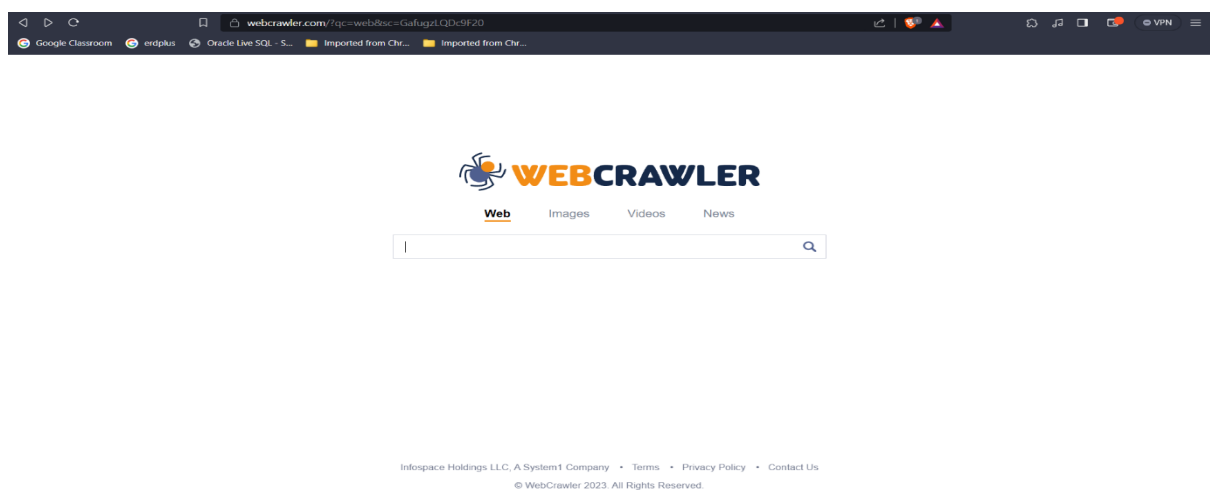 webcrawler.com/?qc=web&sc=GafugzLQDc9F20
VPN
Google Classroom erdplus Oracle Live SQL - S... Imported from Chr... Imported from Chr...
WEBCRAWLER
Web Images Videos News
Infospace Holdings LLC, A System1 Company • Terms • Privacy Policy • Contact Us
© WebCrawler 2023. All Rights Reserved.